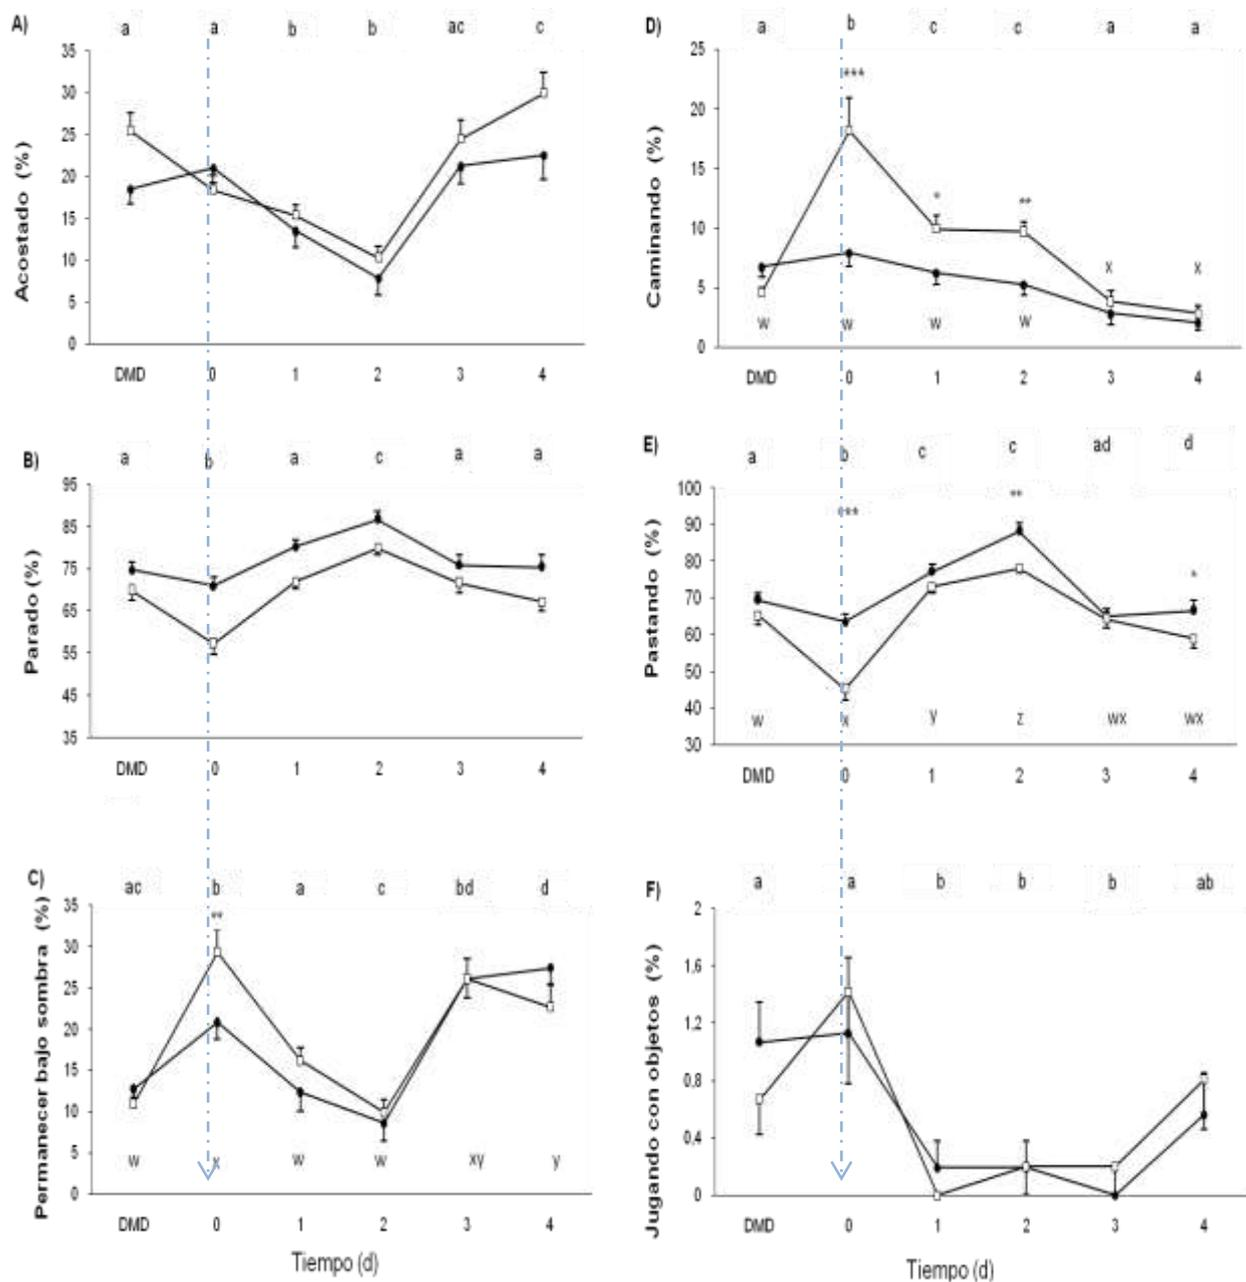 A)
a a b b ac c
Acostado (%)
35
30
25
20
15
10
5
0
DMD 0 1 2 3 4
B)
a b a c a a
Parado (%)
95
85
75
65
55
45
35
DMD 0 1 2 3 4
C)
ac b a c bd d
Permanecer bajo sombra (%)
35
30
25
20
15
10
5
0
**
w x w w xy y
DMD 0 1 2 3 4
Tiempo (d)
D)
a b c c a a
Caminando (%)
25
20
15
10
5
0
***
* **
x x
w w w w
DMD 0 1 2 3 4
E)
a b c c ad d
Pastando (%)
100
90
80
70
60
50
40
30
*** ** *
w x y z wx wx
DMD 0 1 2 3 4
F)
a a b b b ab
Jugando con objetos (%)
2
1.6
1.2
0.8
0.4
0
DMD 0 1 2 3 4
Tiempo (d)